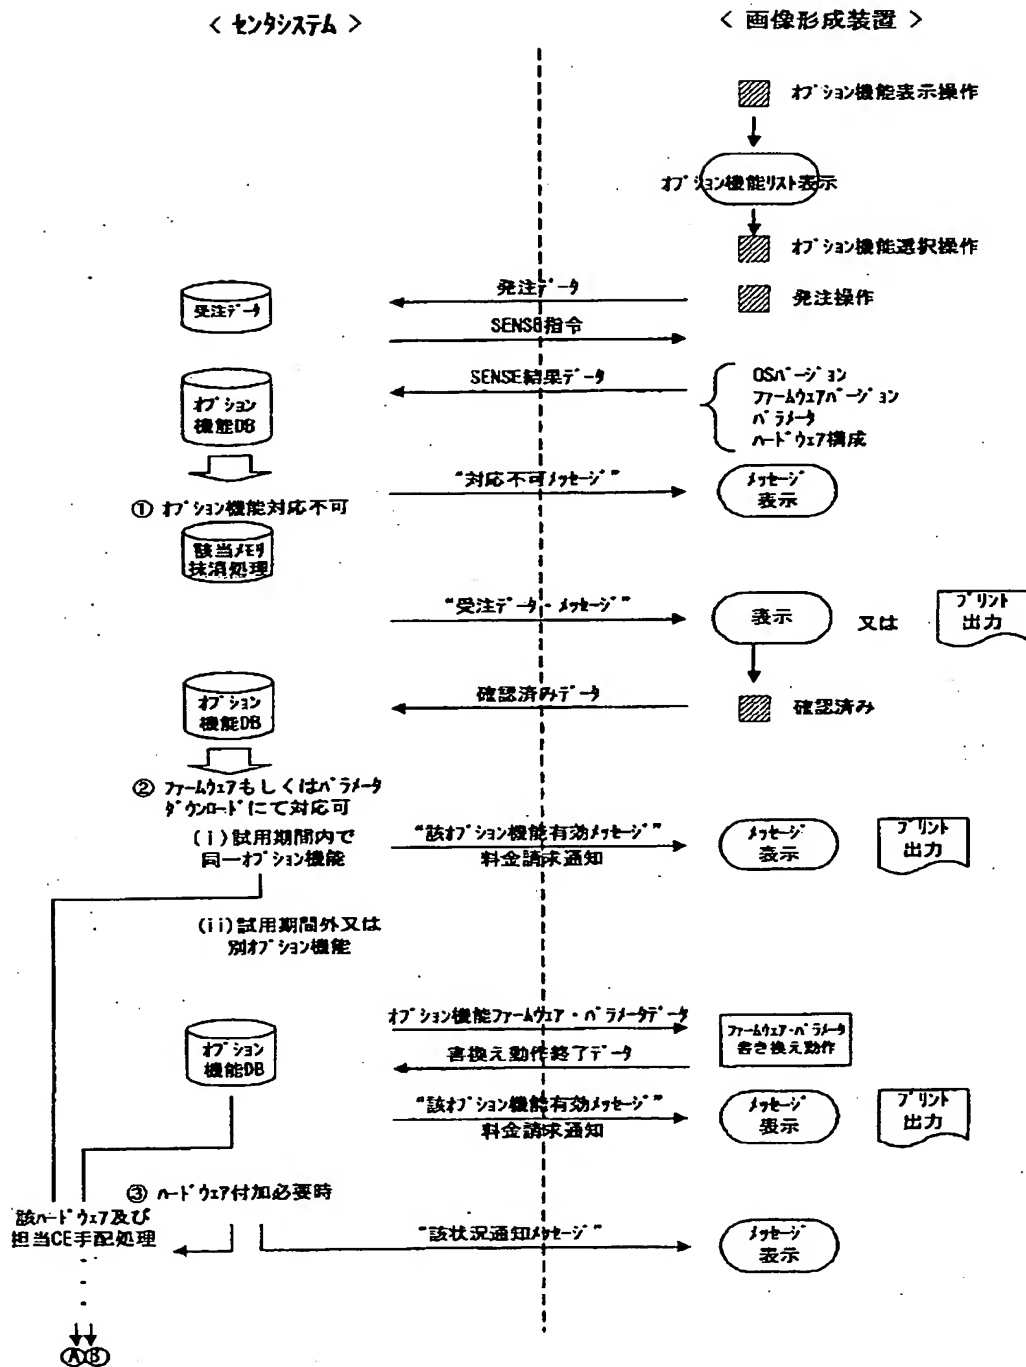 < センタシステム >
< 画像形成装置 >
オプション機能表示操作
オプション機能リスト表示
オプション機能選択操作
発注データ
発注操作
受注データ
SENSE指令
SENSE結果データ
OSバージョン
ファームウェアバージョン
パラメータ
ハードウェア構成
オプション
機能DB
“対応不可メッセージ”
メッセージ
表示
① オプション機能対応不可
該当メモリ
抹消処理
“受注データ・メッセージ”
表示
又は
プリント
出力
確認済みデータ
確認済み
オプション
機能DB
② ファームウェアもしくはパラメータ
ダウンロードにて対応可
(i)試用期間内で
同一オプション機能
“該オプション機能有効メッセージ”
料金請求通知
メッセージ
表示
プリント
出力
(ii)試用期間外又は
別オプション機能
オプション機能ファームウェア・パラメータデータ
ファームウェア・パラメータ
書き換え動作
オプション
機能DB
書換え動作終了データ
“該オプション機能有効メッセージ”
料金請求通知
メッセージ
表示
プリント
出力
③ ハードウェア付加必要時
該ハードウェア及び
担当CE手配処理
“該状況通知メッセージ”
メッセージ
表示
Ⓐ Ⓑ